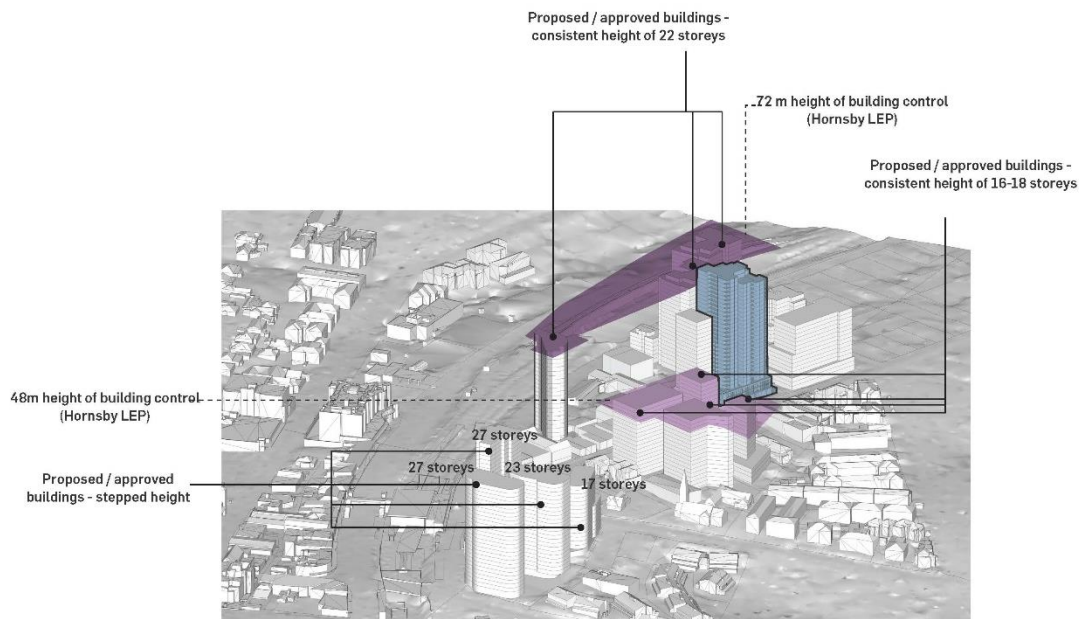 Proposed / approved buildings -
consistent height of 22 storeys
72 m height of building control
(Hornsby LEP)
Proposed / approved buildings -
consistent height of 16-18 storeys
48m height of building control
(Hornsby LEP)
27 storeys
27 storeys
23 storeys
17 storeys
Proposed / approved
buildings - stepped height